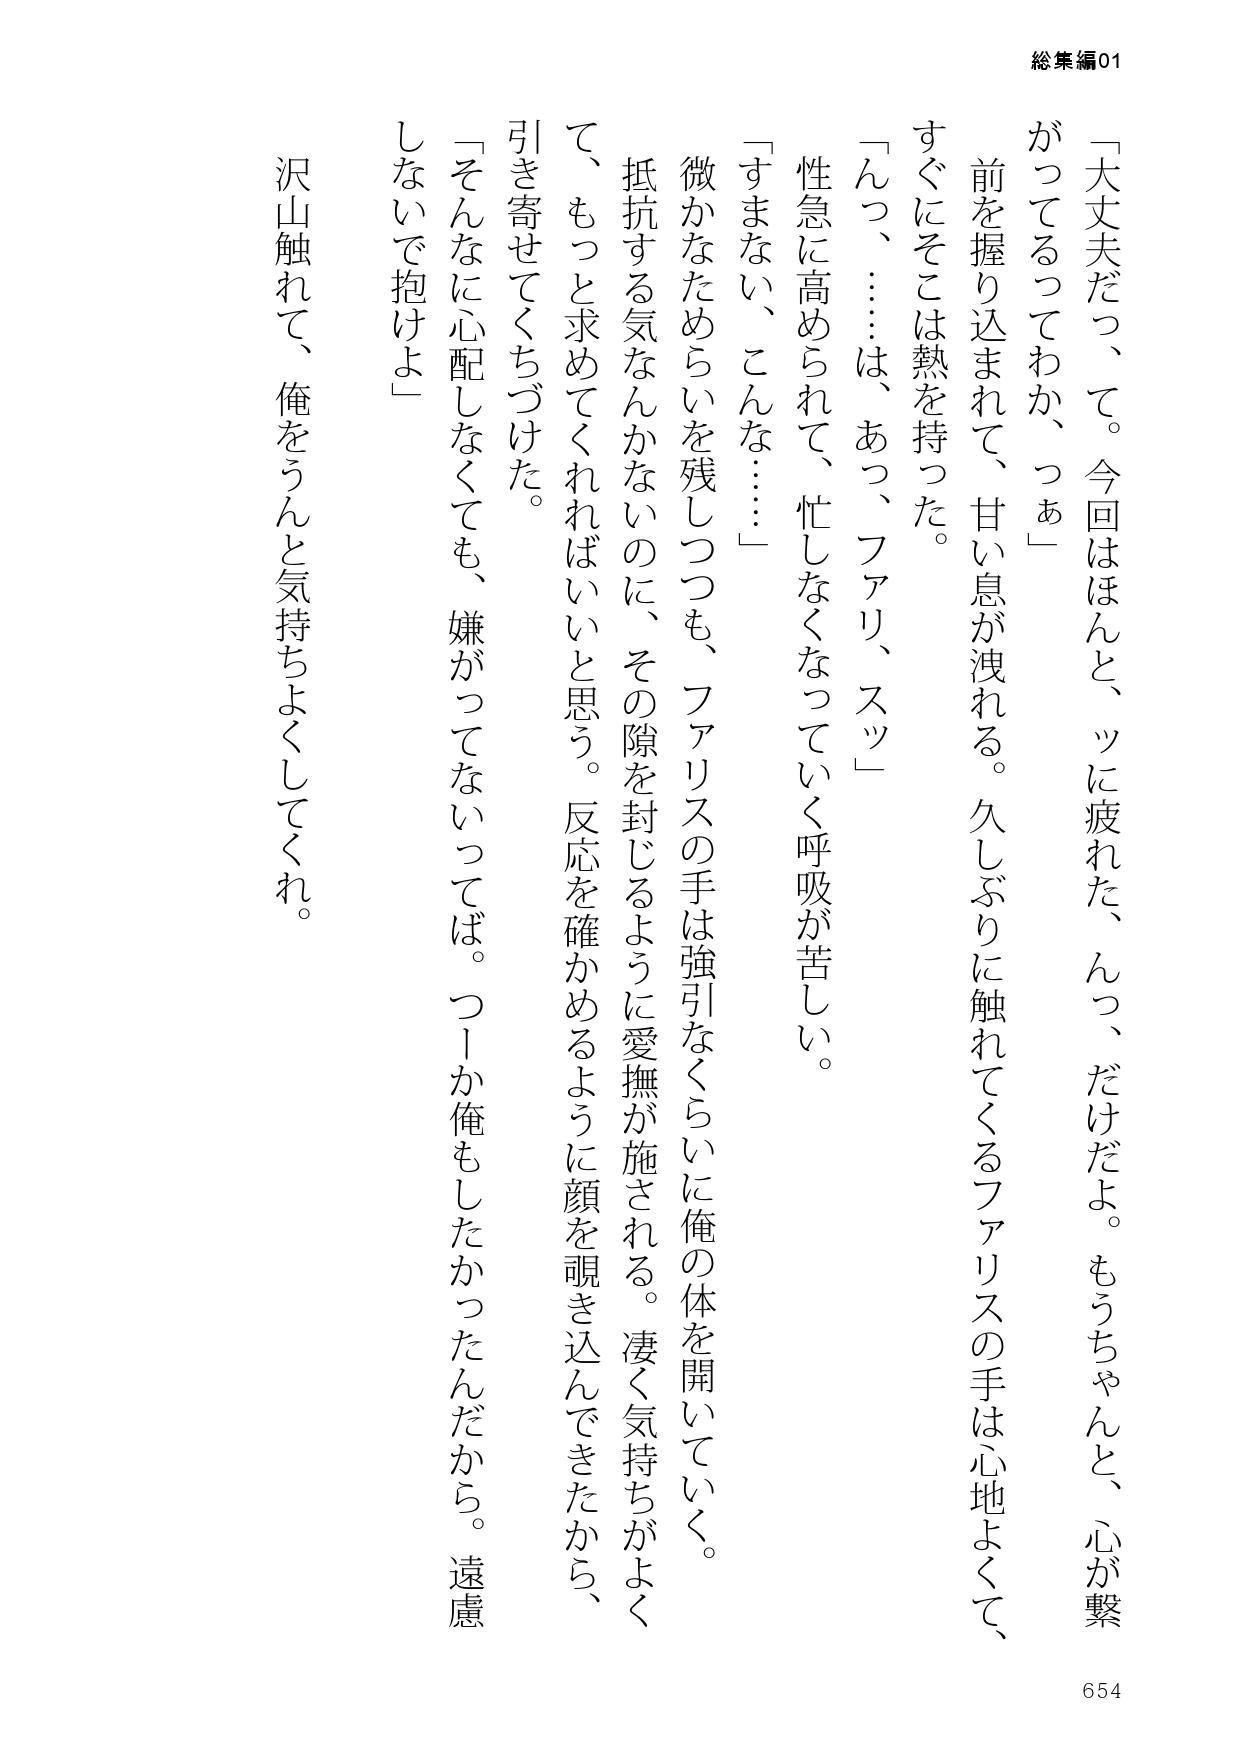 総集編01
「大丈夫だっ、て。今回はほんと、ッに疲れた、んっ、だけだよ。もうちゃんと、心が繋
がってるってわか、つぁ」
前を握り込まれて、甘い息が洩れる。久しぶりに触れてくるファリスの手は心地よくて、
すぐにそこは熱を持った。
「んっ、……は、あっ、ファリ、スッ」
性急に高められて、忙しなくなっていく呼吸が苦しい。
「すまない、こんな……」
微かなためらいを残しつつも、ファリスの手は強引なくらいに俺の体を開いていく。
抵抗する気なんかないのに、その隙を封じるように愛撫が施される。凄く気持ちがよく
て、もっと求めてくれればいいと思う。反応を確かめるように顔を覗き込んできたから、
引き寄せてくちづけた。
「そんなに心配しなくても、嫌がってないってば。つーか俺もしたかったんだから。遠慮
しないで抱けよ」
沢山触れて、俺をうんと気持ちよくしてくれ。
654